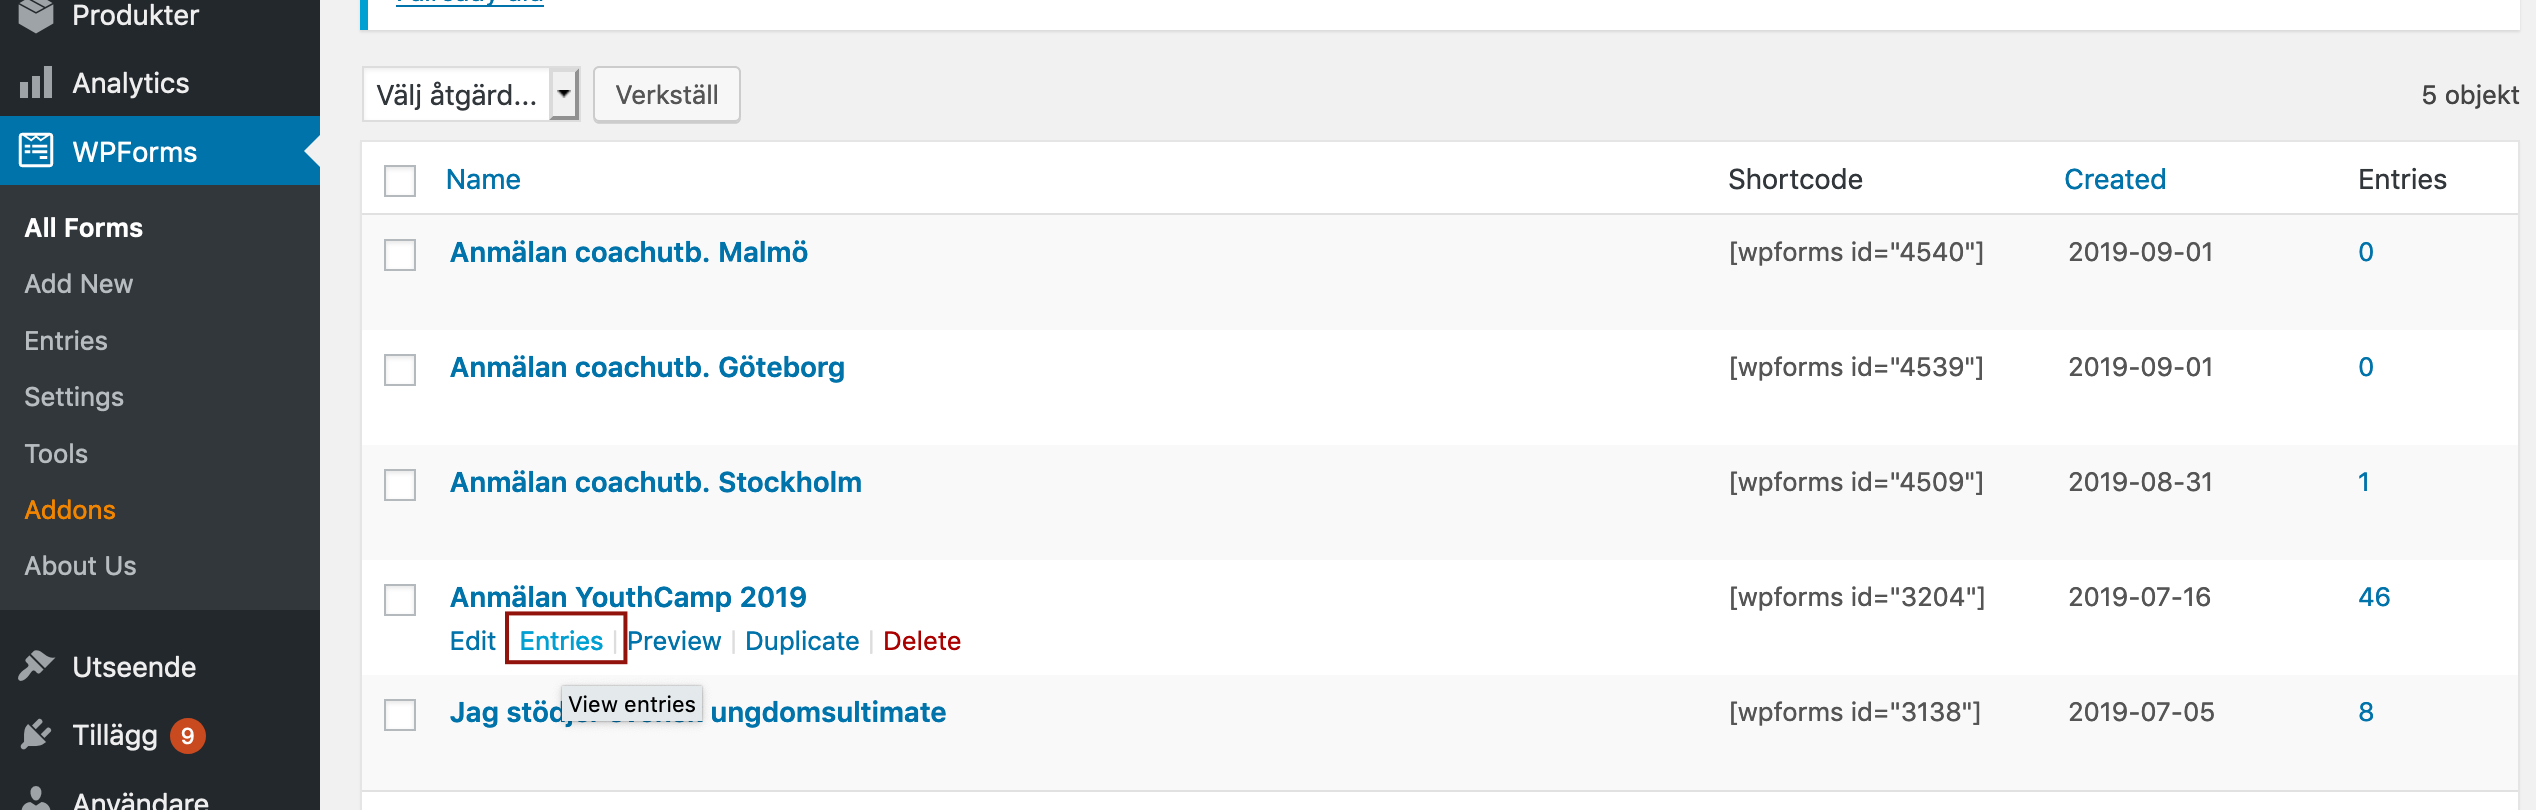 Produkter
Analytics
WPForms
All Forms
Add New
Entries
Settings
Tools
Addons
About Us
Utseende
Tillägg 9
Användare
Välj åtgärd... Verkställ 5 objekt
Name Shortcode Created Entries
Anmälan coachutb. Malmö [wpforms id="4540"] 2019-09-01 0
Anmälan coachutb. Göteborg [wpforms id="4539"] 2019-09-01 0
Anmälan coachutb. Stockholm [wpforms id="4509"] 2019-08-31 1
Anmälan YouthCamp 2019 [wpforms id="3204"] 2019-07-16 46
Edit Entries | Preview | Duplicate | Delete
View entries
Jag ungdomsultimate [wpforms id="3138"] 2019-07-05 8